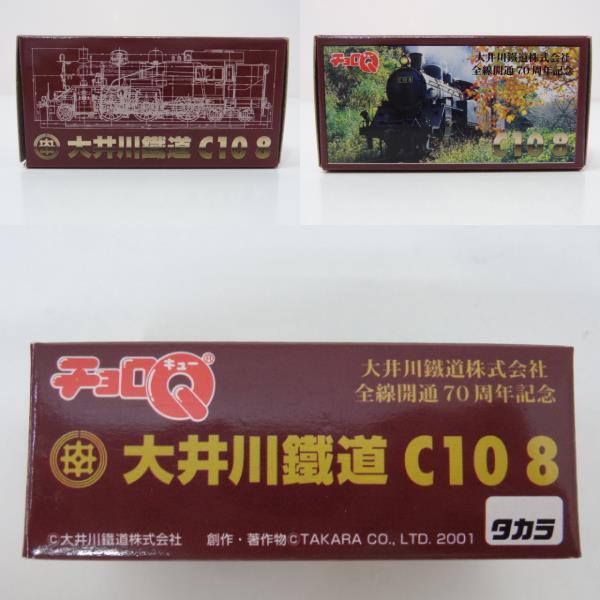 大井川鐵道 C10 8
チョロQ
大井川鐵道株式会社
全線開通70周年記念
C10 8
C10 8
チョロQ
キュー
®
大井川鐵道株式会社
全線開通70周年記念
大井川鐵道 C10 8
タカラ
©大井川鐵道株式会社 創作・著作物©TAKARA CO., LTD. 2001